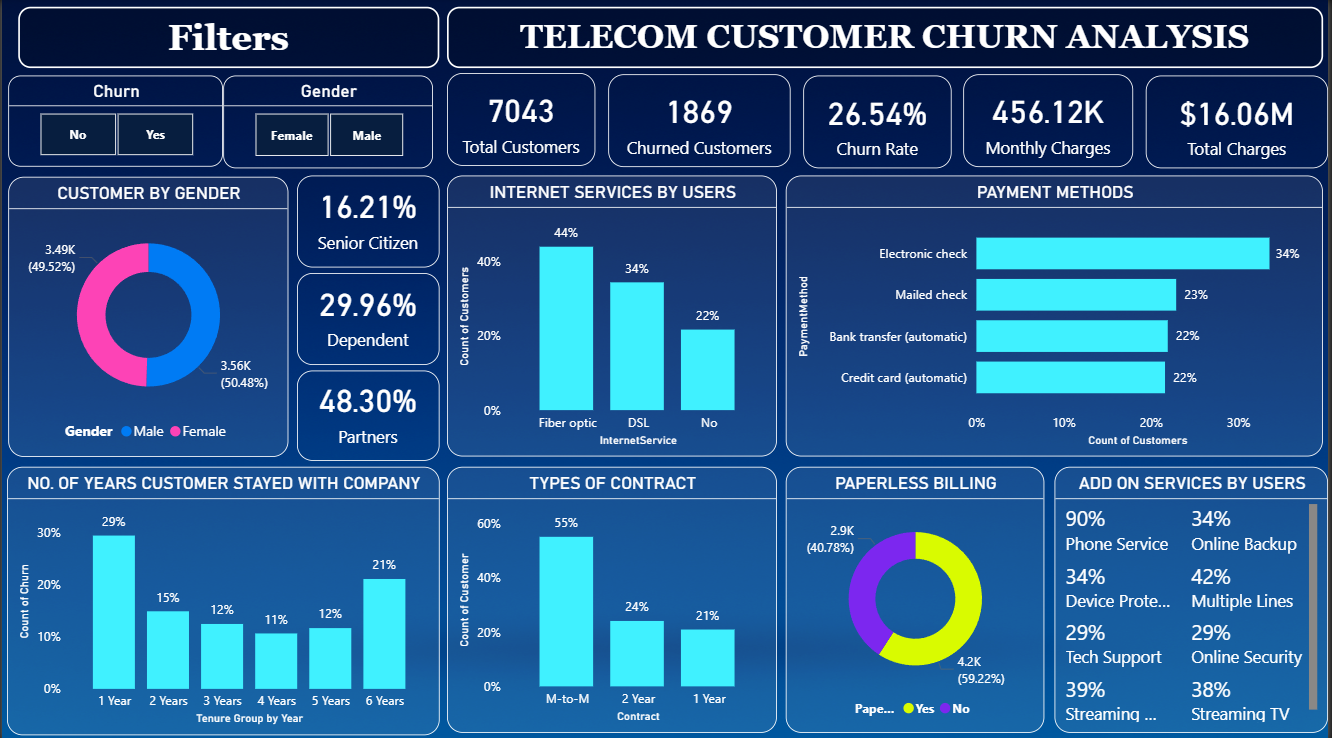 Filters
TELECOM CUSTOMER CHURN ANALYSIS
Churn
No
Yes
Gender
Female
Male
7043
Total Customers
1869
Churned Customers
26.54%
Churn Rate
456.12K
Monthly Charges
$16.06M
Total Charges
CUSTOMER BY GENDER
3.49K
(49.52%)
3.56K
(50.48%)
Gender Male Female
16.21%
Senior Citizen
29.96%
Dependent
48.30%
Partners
INTERNET SERVICES BY USERS
Count of Customers
40%
20%
0%
44%
34%
22%
Fiber optic
DSL
No
InternetService
PAYMENT METHODS
PaymentMethod
Electronic check
34%
Mailed check
23%
Bank transfer (automatic)
22%
Credit card (automatic)
22%
0%
10%
20%
30%
Count of Customers
NO. OF YEARS CUSTOMER STAYED WITH COMPANY
Count of Churn
30%
20%
10%
0%
29%
15%
12%
11%
12%
21%
1 Year
2 Years
3 Years
4 Years
5 Years
6 Years
Tenure Group by Year
TYPES OF CONTRACT
Count of Customer
60%
40%
20%
0%
55%
24%
21%
M-to-M
2 Year
1 Year
Contract
PAPERLESS BILLING
2.9K
(40.78%)
4.2K
(59.22%)
Pape... Yes No
ADD ON SERVICES BY USERS
90%
Phone Service
34%
Online Backup
34%
Device Prote...
42%
Multiple Lines
29%
Tech Support
29%
Online Security
39%
Streaming ...
38%
Streaming TV